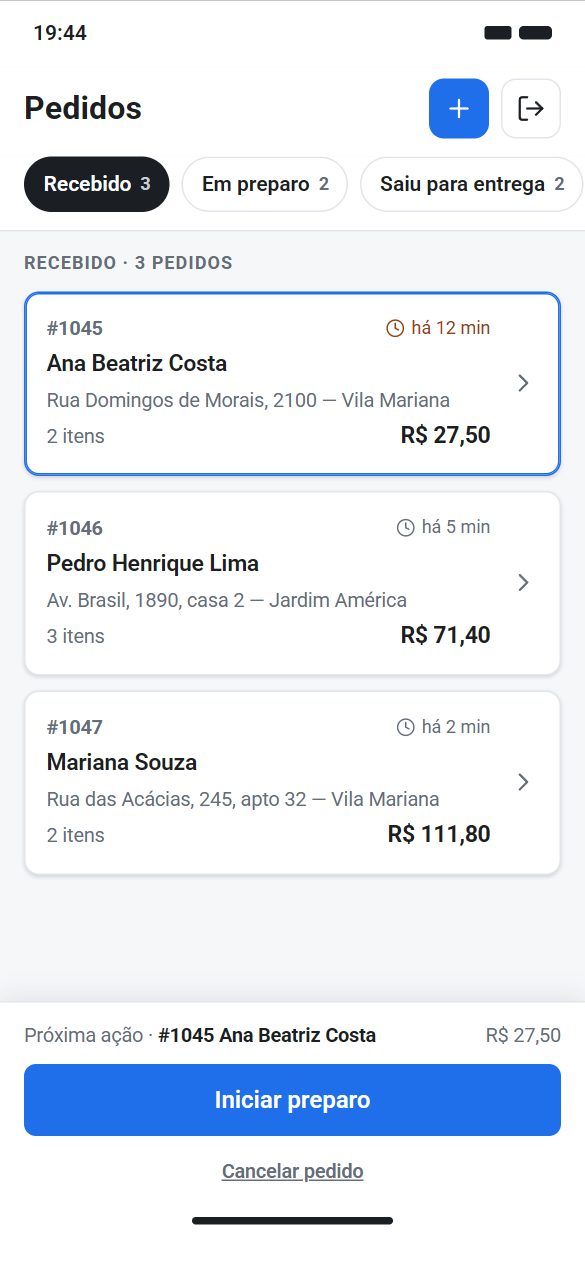 19:44
Pedidos
Recebido 3 Em preparo 2 Saiu para entrega 2
RECEBIDO · 3 PEDIDOS
#1045 há 12 min
Ana Beatriz Costa
Rua Domingos de Morais, 2100 — Vila Mariana
2 itens R$ 27,50
#1046 há 5 min
Pedro Henrique Lima
Av. Brasil, 1890, casa 2 — Jardim América
3 itens R$ 71,40
#1047 há 2 min
Mariana Souza
Rua das Acácias, 245, apto 32 — Vila Mariana
2 itens R$ 111,80
Próxima ação · #1045 Ana Beatriz Costa R$ 27,50
Iniciar preparo
Cancelar pedido